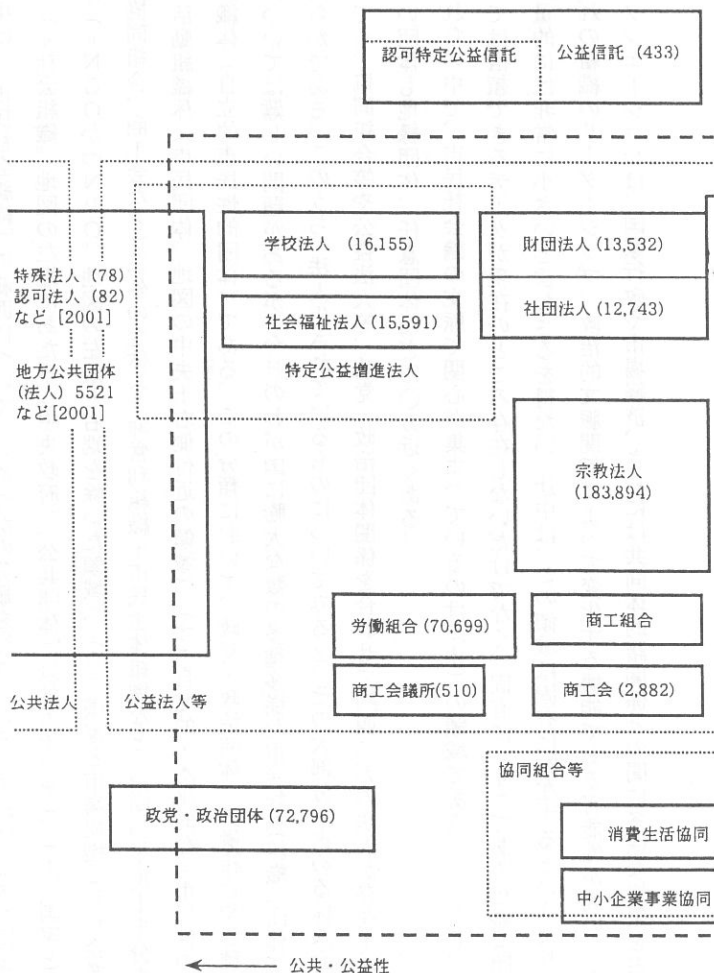 認可特定公益信託
公益信託 (433)
学校法人 (16,155)
財団法人 (13,532)
特殊法人 (78)
認可法人 (82)
など [2001]
社会福祉法人 (15,591)
社団法人 (12,743)
地方公共団体
(法人) 5521
など[2001]
特定公益増進法人
宗教法人
(183,894)
労働組合 (70,699)
商工組合
商工会議所(510)
商工会 (2,882)
公共法人
公益法人等
協同組合等
政党・政治団体 (72,796)
消費生活協同
中小企業事業協同
公共・公益性